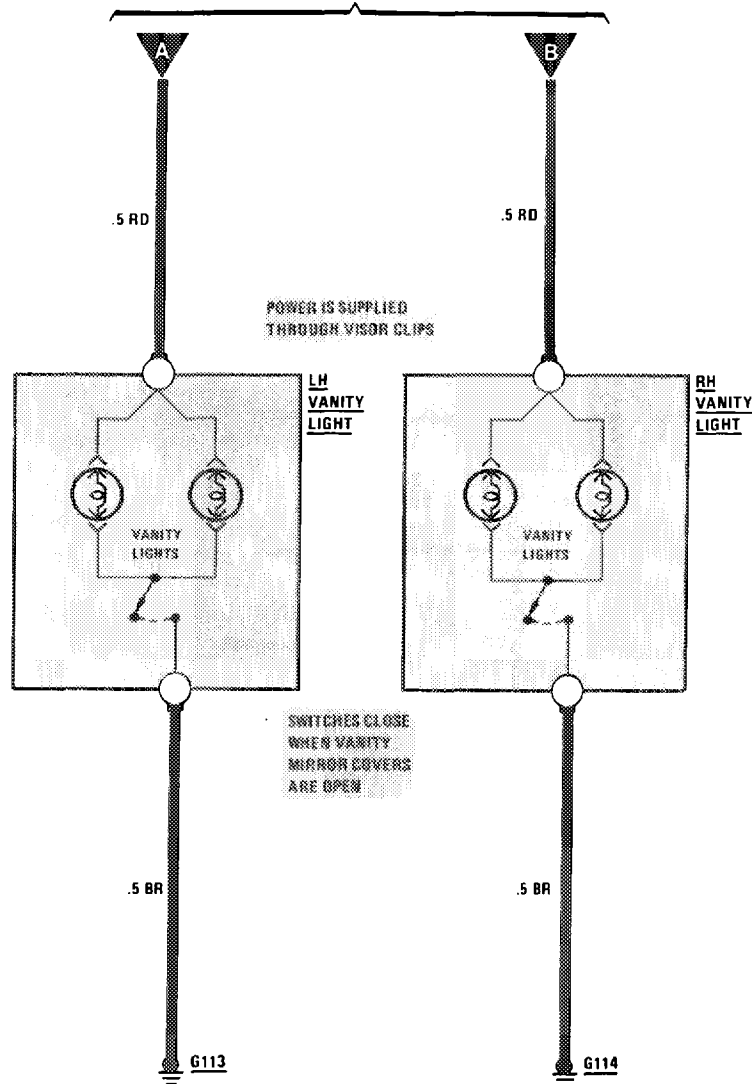 A
B
.5 RD
.5 RD
POWER IS SUPPLIED
THROUGH VISOR CLIPS
LH
VANITY
LIGHT
RH
VANITY
LIGHT
VANITY
LIGHTS
VANITY
LIGHTS
SWITCHES CLOSE
WHEN VANITY
MIRROR COVERS
ARE OPEN
.5 BR
.5 BR
G113
G114